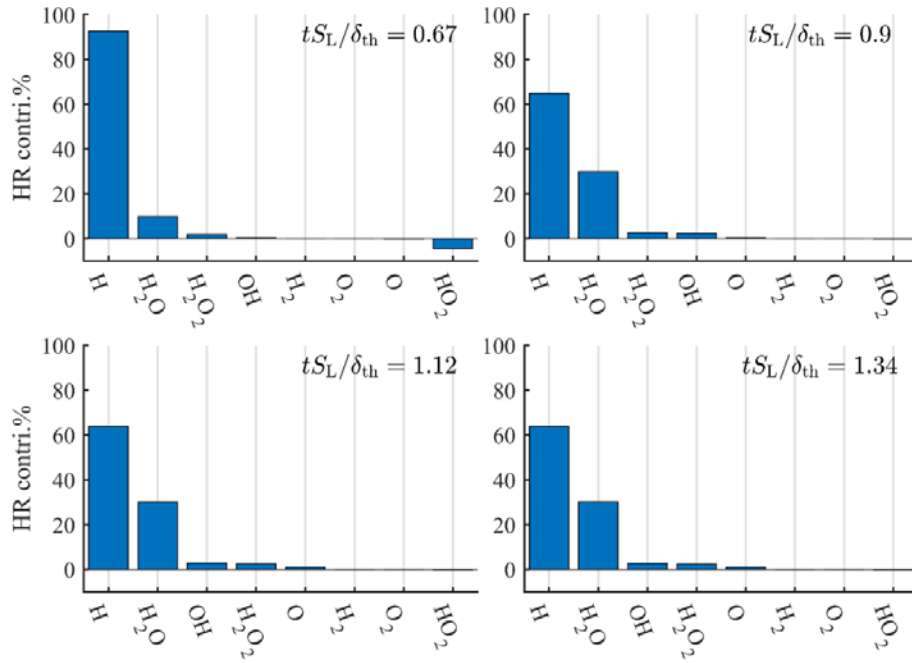 tS_L/δ_th = 0.67
HR contri.%
100
80
60
40
20
0
H
H₂O
H₂O₂
OH
H₂
O₂
O
HO₂
tS_L/δ_th = 0.9
100
80
60
40
20
0
H
H₂O
H₂O₂
OH
O
H₂
O₂
HO₂
tS_L/δ_th = 1.12
HR contri.%
100
80
60
40
20
0
H
H₂O
OH
H₂O₂
O
H₂
O₂
HO₂
tS_L/δ_th = 1.34
100
80
60
40
20
0
H
H₂O
OH
H₂O₂
O
H₂
O₂
HO₂